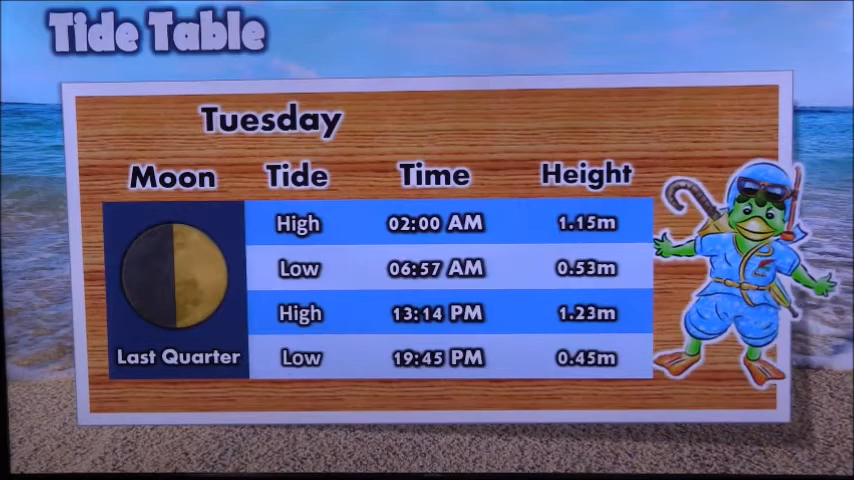 Tide Table
Tuesday
Moon Tide Time Height
High 02:00 AM 1.15m
Low 06:57 AM 0.53m
High 13:14 PM 1.23m
Low 19:45 PM 0.45m
Last Quarter